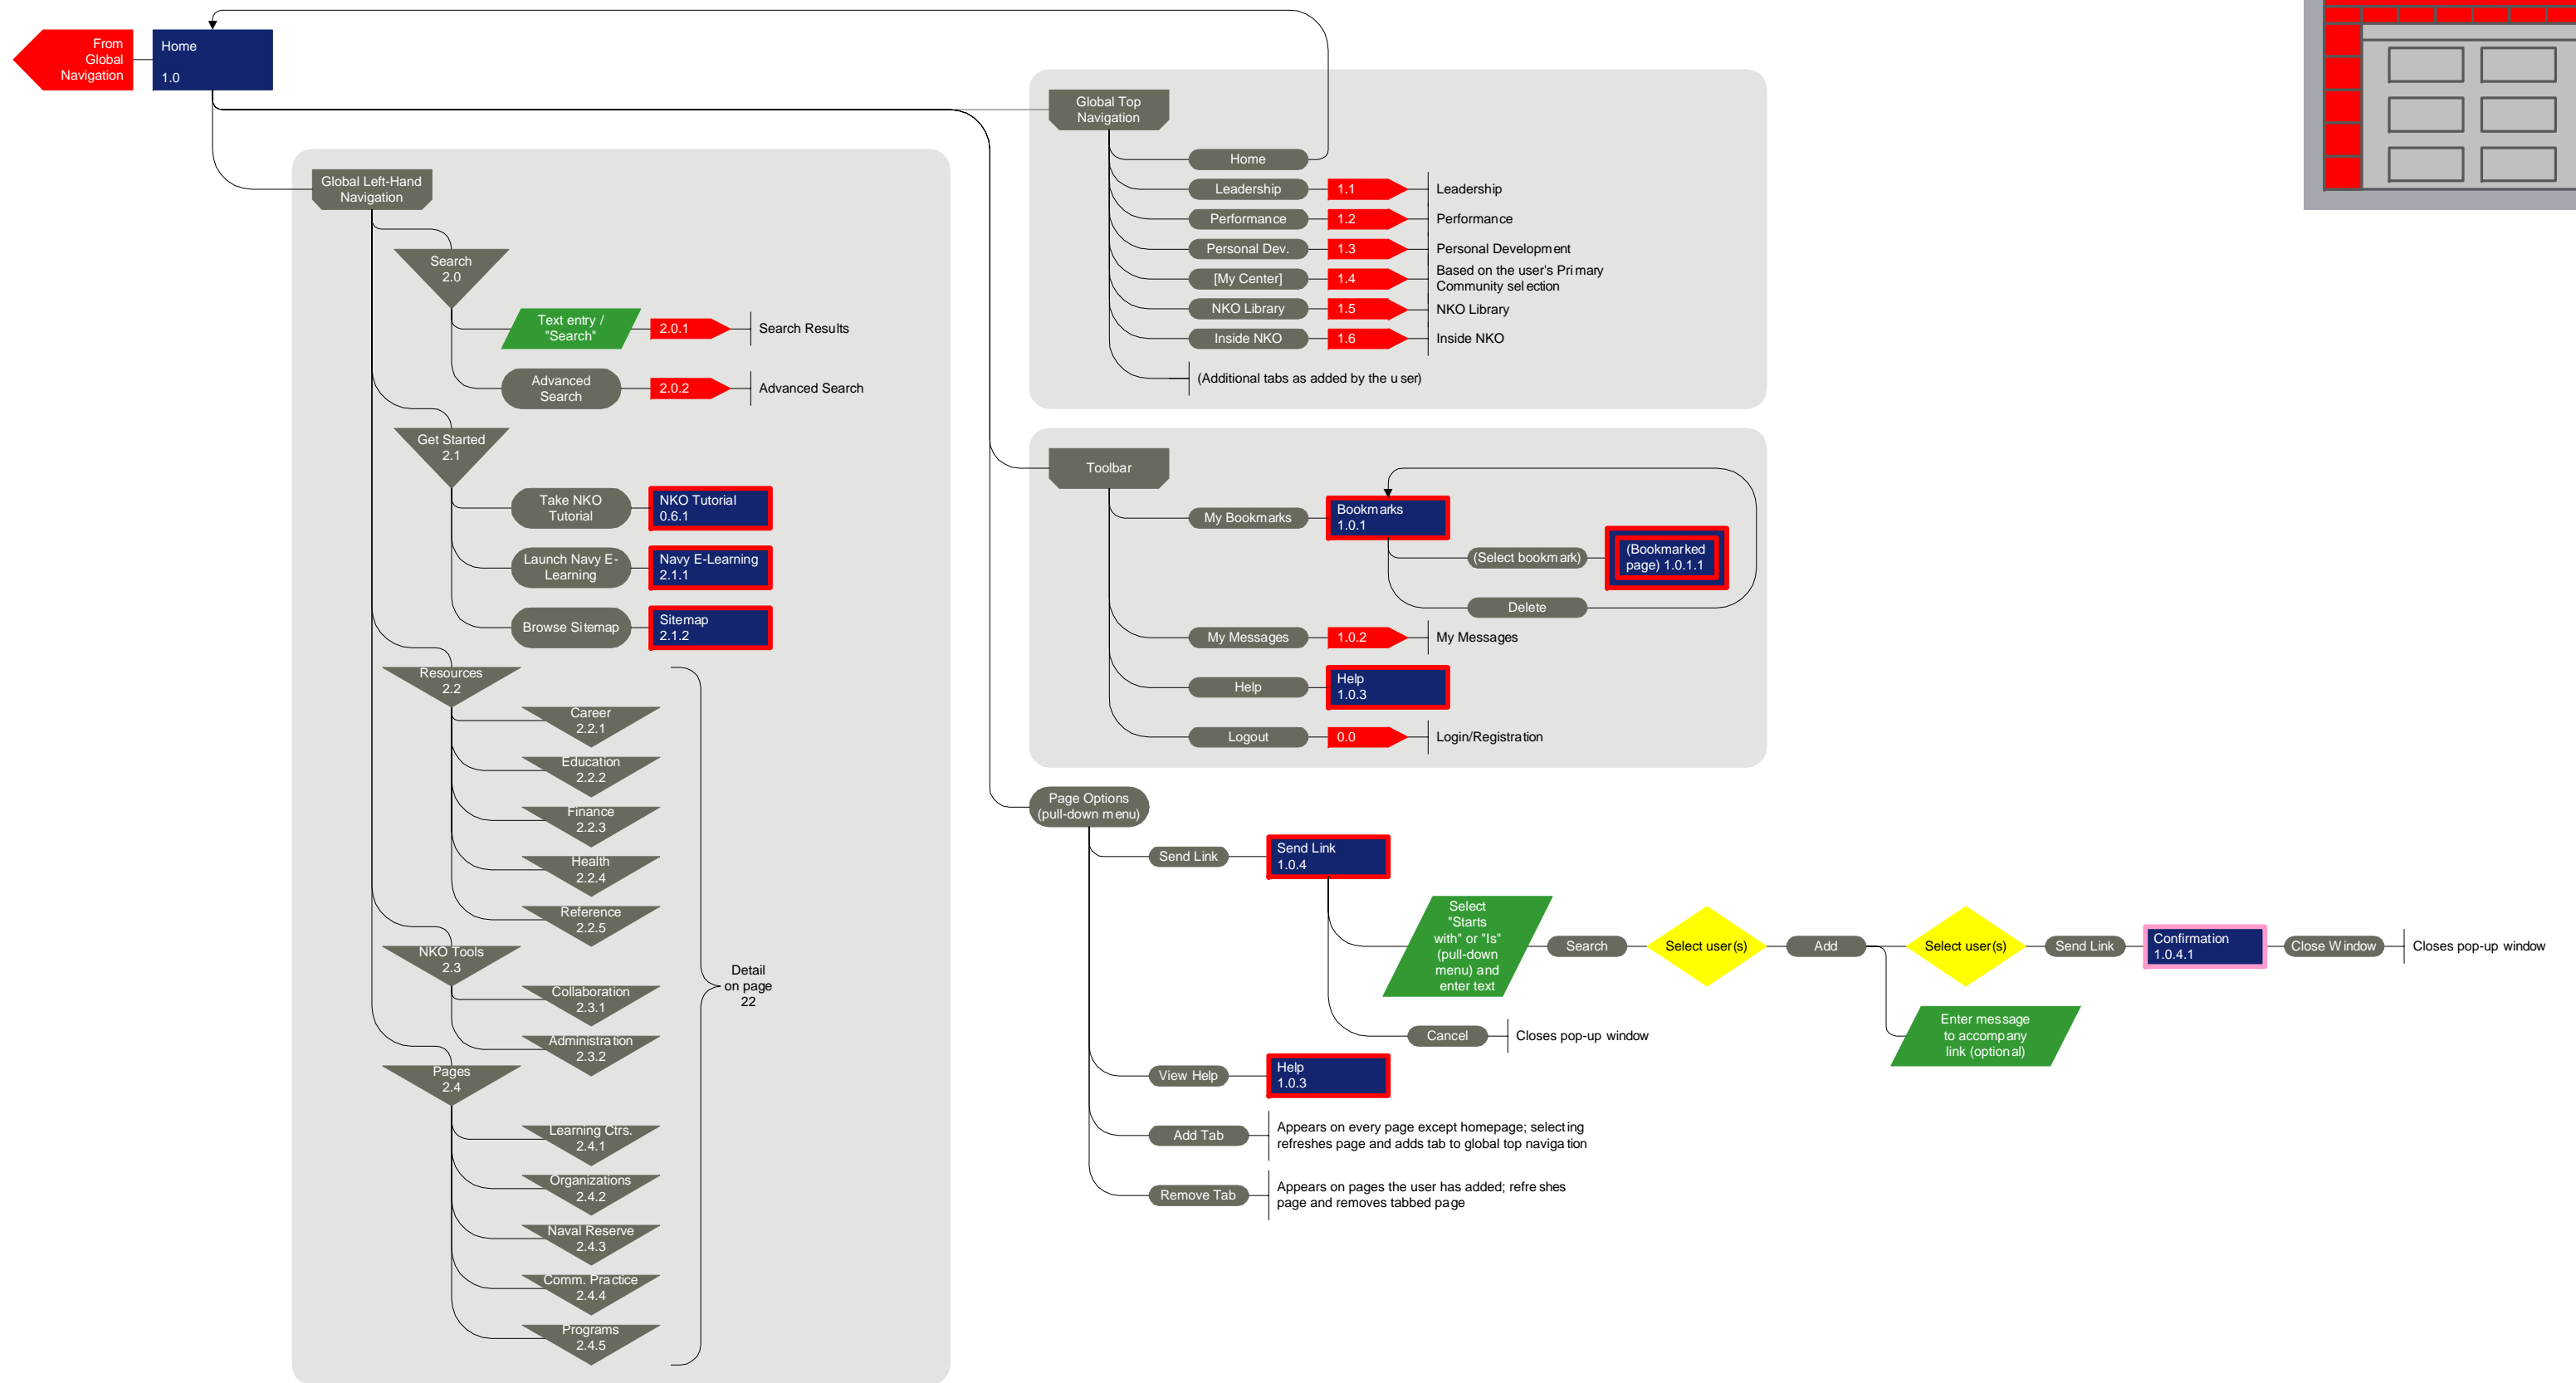 From
Global
Navigation
Home
1.0
Global Left-Hand
Navigation
Search
2.0
Text entry /
"Search"
2.0.1
Search Results
Advanced
Search
2.0.2
Advanced Search
Get Started
2.1
Take NKO
Tutorial
NKO Tutorial
0.6.1
Launch Navy E-
Learning
Navy E-Learning
2.1.1
Browse Sitemap
Sitemap
2.1.2
Resources
2.2
Career
2.2.1
Education
2.2.2
Finance
2.2.3
Health
2.2.4
Reference
2.2.5
NKO Tools
2.3
Collaboration
2.3.1
Administration
2.3.2
Pages
2.4
Learning Ctrs.
2.4.1
Organizations
2.4.2
Naval Reserve
2.4.3
Comm. Practice
2.4.4
Programs
2.4.5
Detail
on page
22
Global Top
Navigation
Home
Leadership
1.1
Leadership
Performance
1.2
Performance
Personal Dev.
1.3
Personal Development
[My Center]
1.4
Based on the user's Primary
Community selection
NKO Library
1.5
NKO Library
Inside NKO
1.6
Inside NKO
(Additional tabs as added by the user)
Toolbar
My Bookmarks
Bookmarks
1.0.1
(Select bookmark)
(Bookmarked
page) 1.0.1.1
Delete
My Messages
1.0.2
My Messages
Help
Help
1.0.3
Logout
0.0
Login/Registration
Page Options
(pull-down menu)
Send Link
Send Link
1.0.4
Select
"Starts
with" or "Is"
(pull-down
menu) and
enter text
Search
Select user(s)
Add
Select user(s)
Send Link
Confirmation
1.0.4.1
Close Window
Closes pop-up window
Enter message
to accompany
link (optional)
Cancel
Closes pop-up window
View Help
Help
1.0.3
Add Tab
Appears on every page except homepage; selecting
refreshes page and adds tab to global top navigation
Remove Tab
Appears on pages the user has added; refreshes
page and removes tabbed page